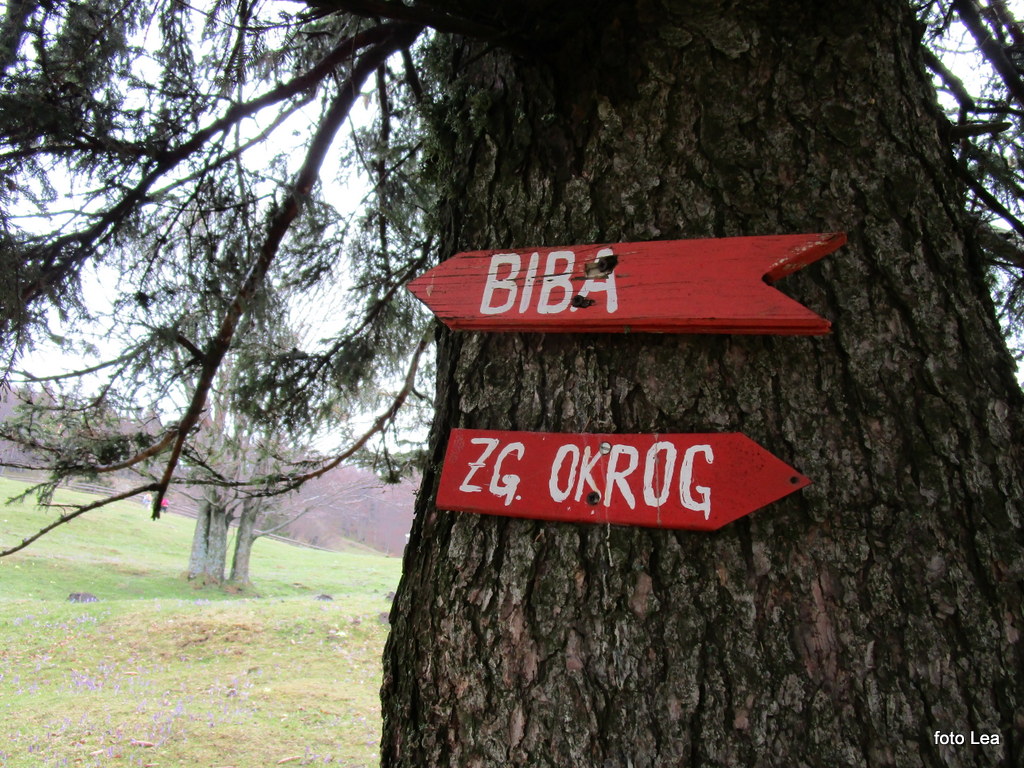 BIBA
ZG. OKROG
foto Lea